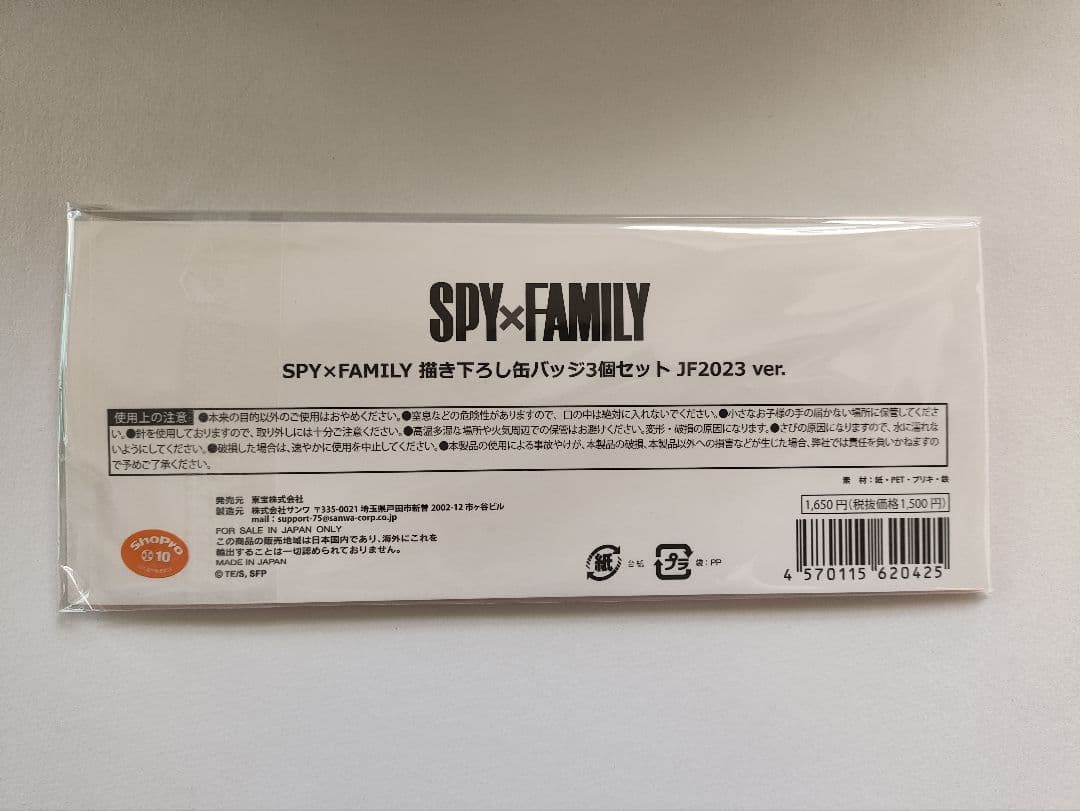 SPY×FAMILY
SPY×FAMILY 描き下ろし缶バッジ3個セット JF2023 ver.
使用上の注意 ●本来の目的以外のご使用はおやめください。●窒息などの危険性がありますので、口の中は絶対に入れないでください。●小さなお子様の手の届かない場所に保管してくださ
い。●針を使用しておりますので、取り外しには十分ご注意ください。●高温多湿な場所や火気周辺での保管はお避けください。変形・破損の原因になります。●さびの原因になりますので、水に濡れな
いようにしてください。●破損した場合は、速やかに使用を中止してください。●本製品の使用による事故やけが、本製品の破損、本製品以外への損害などが生じた場合、弊社では責任を負いかねますの
で予めご了承ください。
素 材：紙・PET・ブリキ・鉄
発売元 東宝株式会社
製造元 株式会社サンワ 〒335-0021 埼玉県戸田市新曽 2002-12 市ヶ谷ビル
mail：support-75@sanwa-corp.co.jp
FOR SALE IN JAPAN ONLY
この商品の販売地域は日本国内であり、海外にこれを
輸出することは一切認められておりません。
MADE IN JAPAN
© TE/S, SFP
ShoPro
10
紙 台紙
プラ 袋：PP
1,650円(税抜価格1,500円)
4 570115 620425